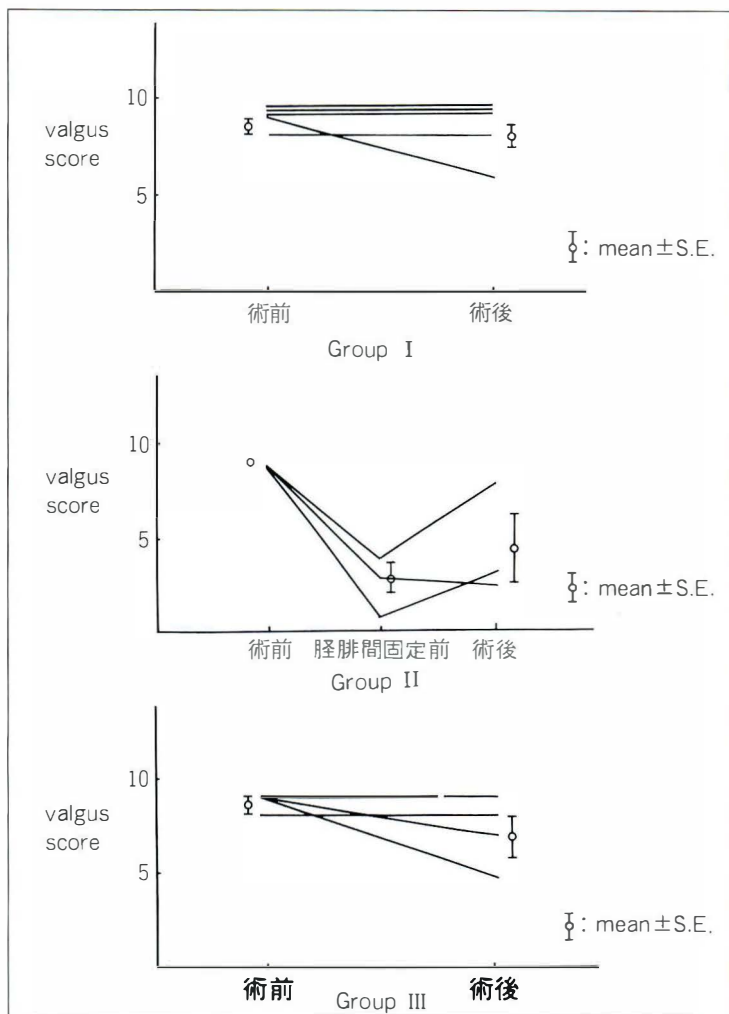 10
valgus
score
5
: mean±S.E.
術前 術後
Group I
10
valgus
score
5
: mean±S.E.
術前 脛腓間固定前 術後
Group II
10
valgus
score
5
: mean±S.E.
術前 術後
Group III